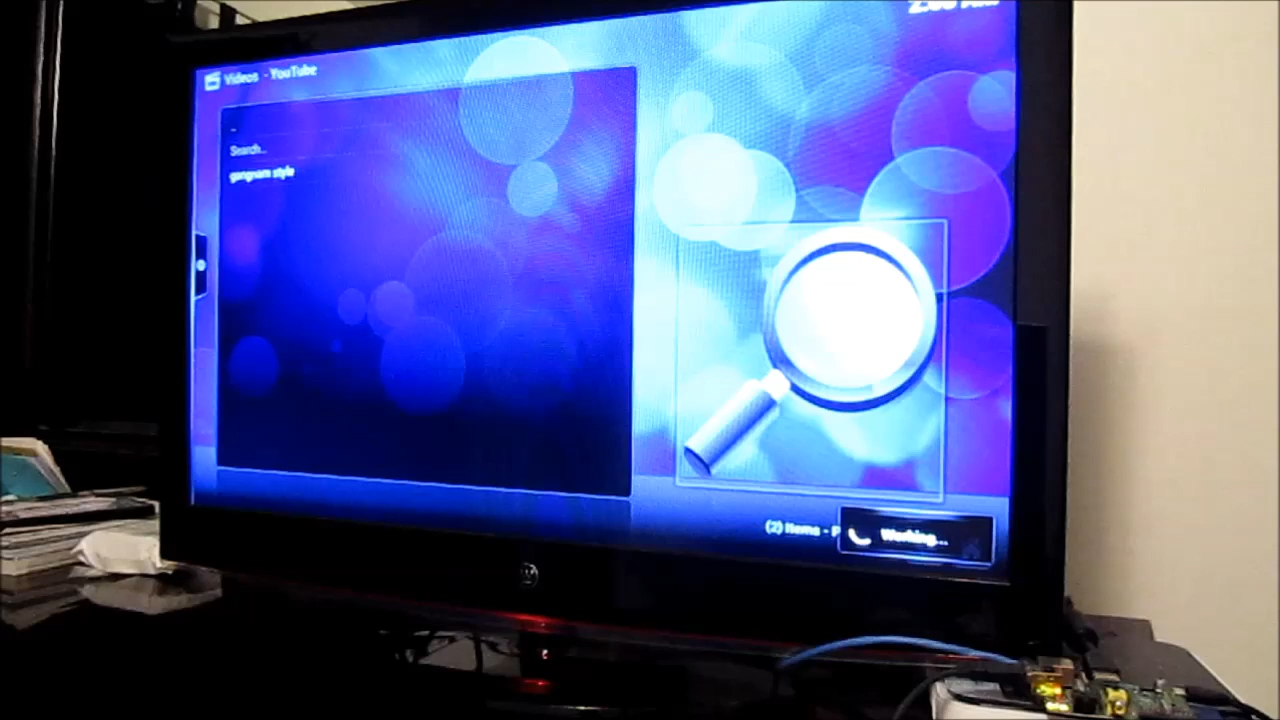 Videos - YouTube
..
Search...
gangnam style
(2) Items -
Working...